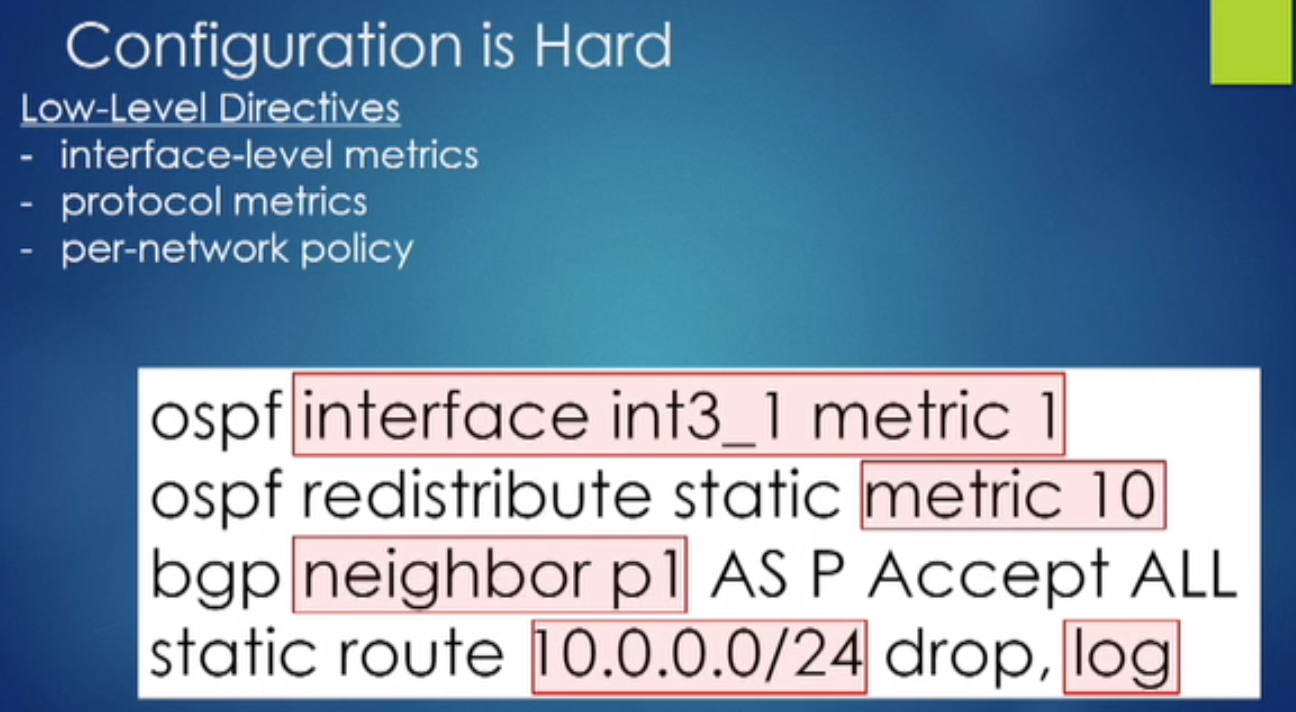 Configuration is Hard
Low-Level Directives
- interface-level metrics
- protocol metrics
- per-network policy
ospf interface int3_1 metric 1
ospf redistribute static metric 10
bgp neighbor p1 AS P Accept ALL
static route 10.0.0.0/24 drop, log